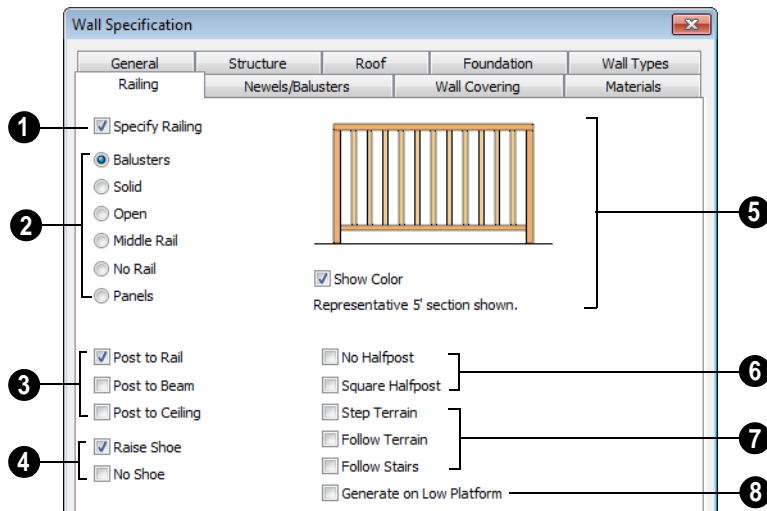 Wall Specification
General Structure Roof Foundation Wall Types
Railing Newels/Balusters Wall Covering Materials
1 Specify Railing
Balusters
Solid
2 Open
Middle Rail
No Rail
Panels
5
Show Color
Representative 5' section shown.
3 Post to Rail
Post to Beam
Post to Ceiling
4 Raise Shoe
No Shoe
No Halfpost
Square Halfpost
6
Step Terrain
Follow Terrain
Follow Stairs
7
Generate on Low Platform 8